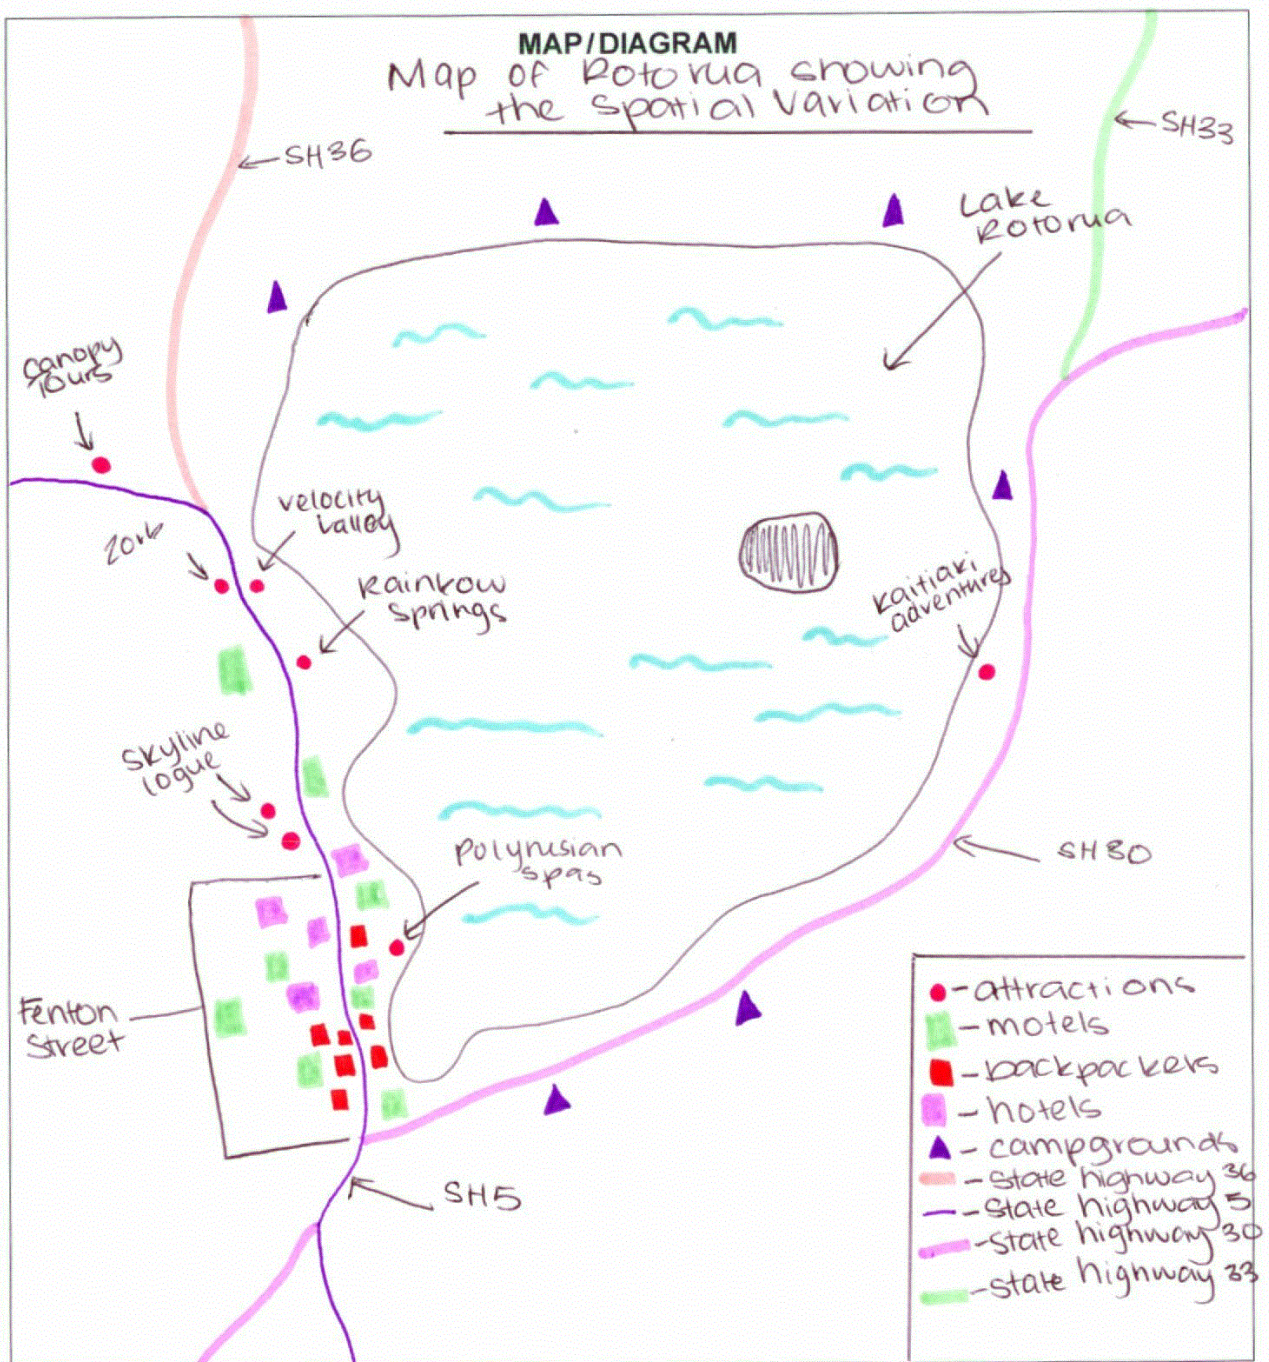 MAP/DIAGRAM
Map of Rotorua showing
the Spatial Variation
SH36
SH33
Lake
Rotorua
canopy
Tours
velocity
valley
zorb
Rainbow
Springs
Kaitiaki
adventures
Skyline
logue
Polynesian
spas
SH30
Fenton
Street
SH5
- attractions
- motels
- backpackers
- hotels
- campgrounds
- state highway 36
- state highway 5
- state highway 30
- state highway 33